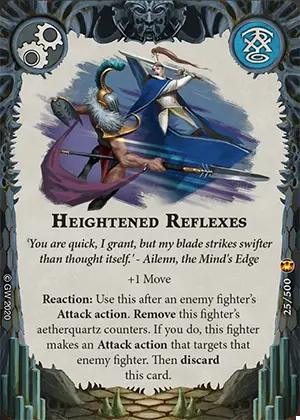 HEIGHTENED REFLEXES
'You are quick, I grant, but my blade strikes swifter
than thought itself.' - Ailenn, the Mind's Edge
+1 Move
Reaction: Use this after an enemy fighter's
Attack action. Remove this fighter's
aetherquartz counters. If you do, this fighter
makes an Attack action that targets that
enemy fighter. Then discard
this card.
© GW 2020
25/500